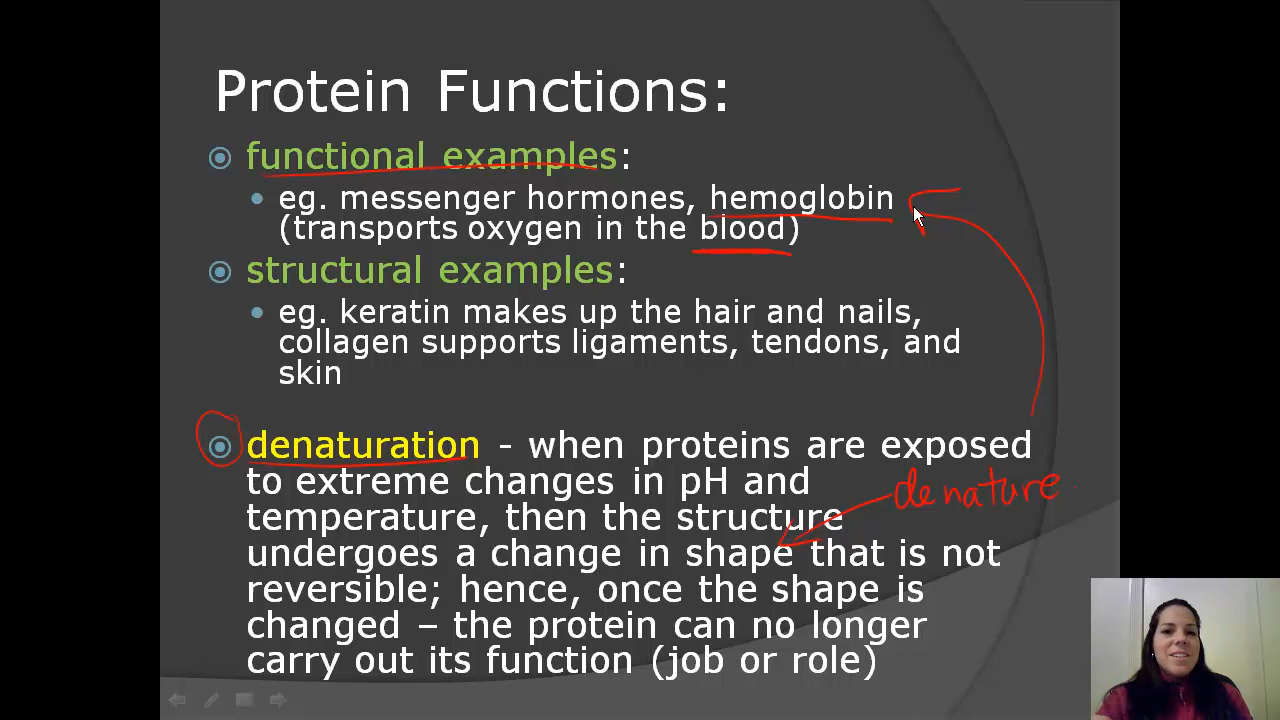 Protein Functions:
functional examples:
eg. messenger hormones, hemoglobin
(transports oxygen in the blood)
structural examples:
eg. keratin makes up the hair and nails,
collagen supports ligaments, tendons, and
skin
denaturation - when proteins are exposed
to extreme changes in pH and
denature
temperature, then the structure
undergoes a change in shape that is not
reversible; hence, once the shape is
changed – the protein can no longer
carry out its function (job or role)